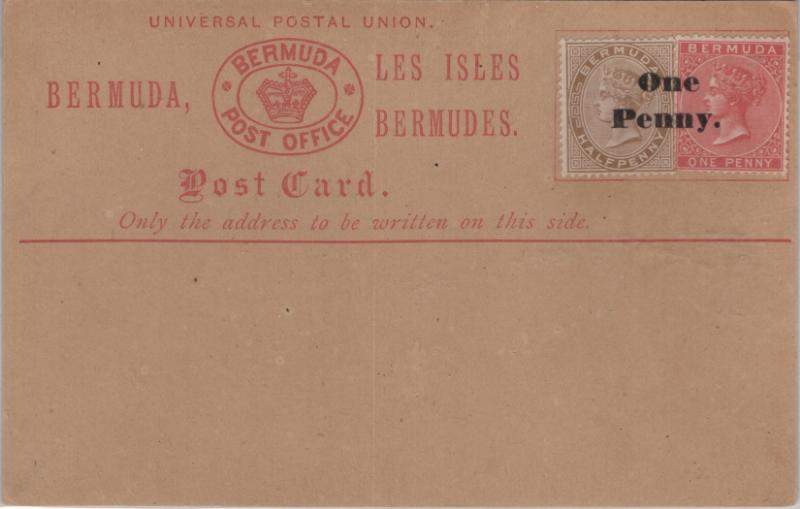 UNIVERSAL POSTAL UNION.
BERMUDA,
BERMUDA
POST OFFICE
LES ISLES
BERMUDES.
BERMUDA
HALFPENNY
BERMUDA
ONE PENNY
One
Penny.
Post Card.
Only the address to be written on this side.